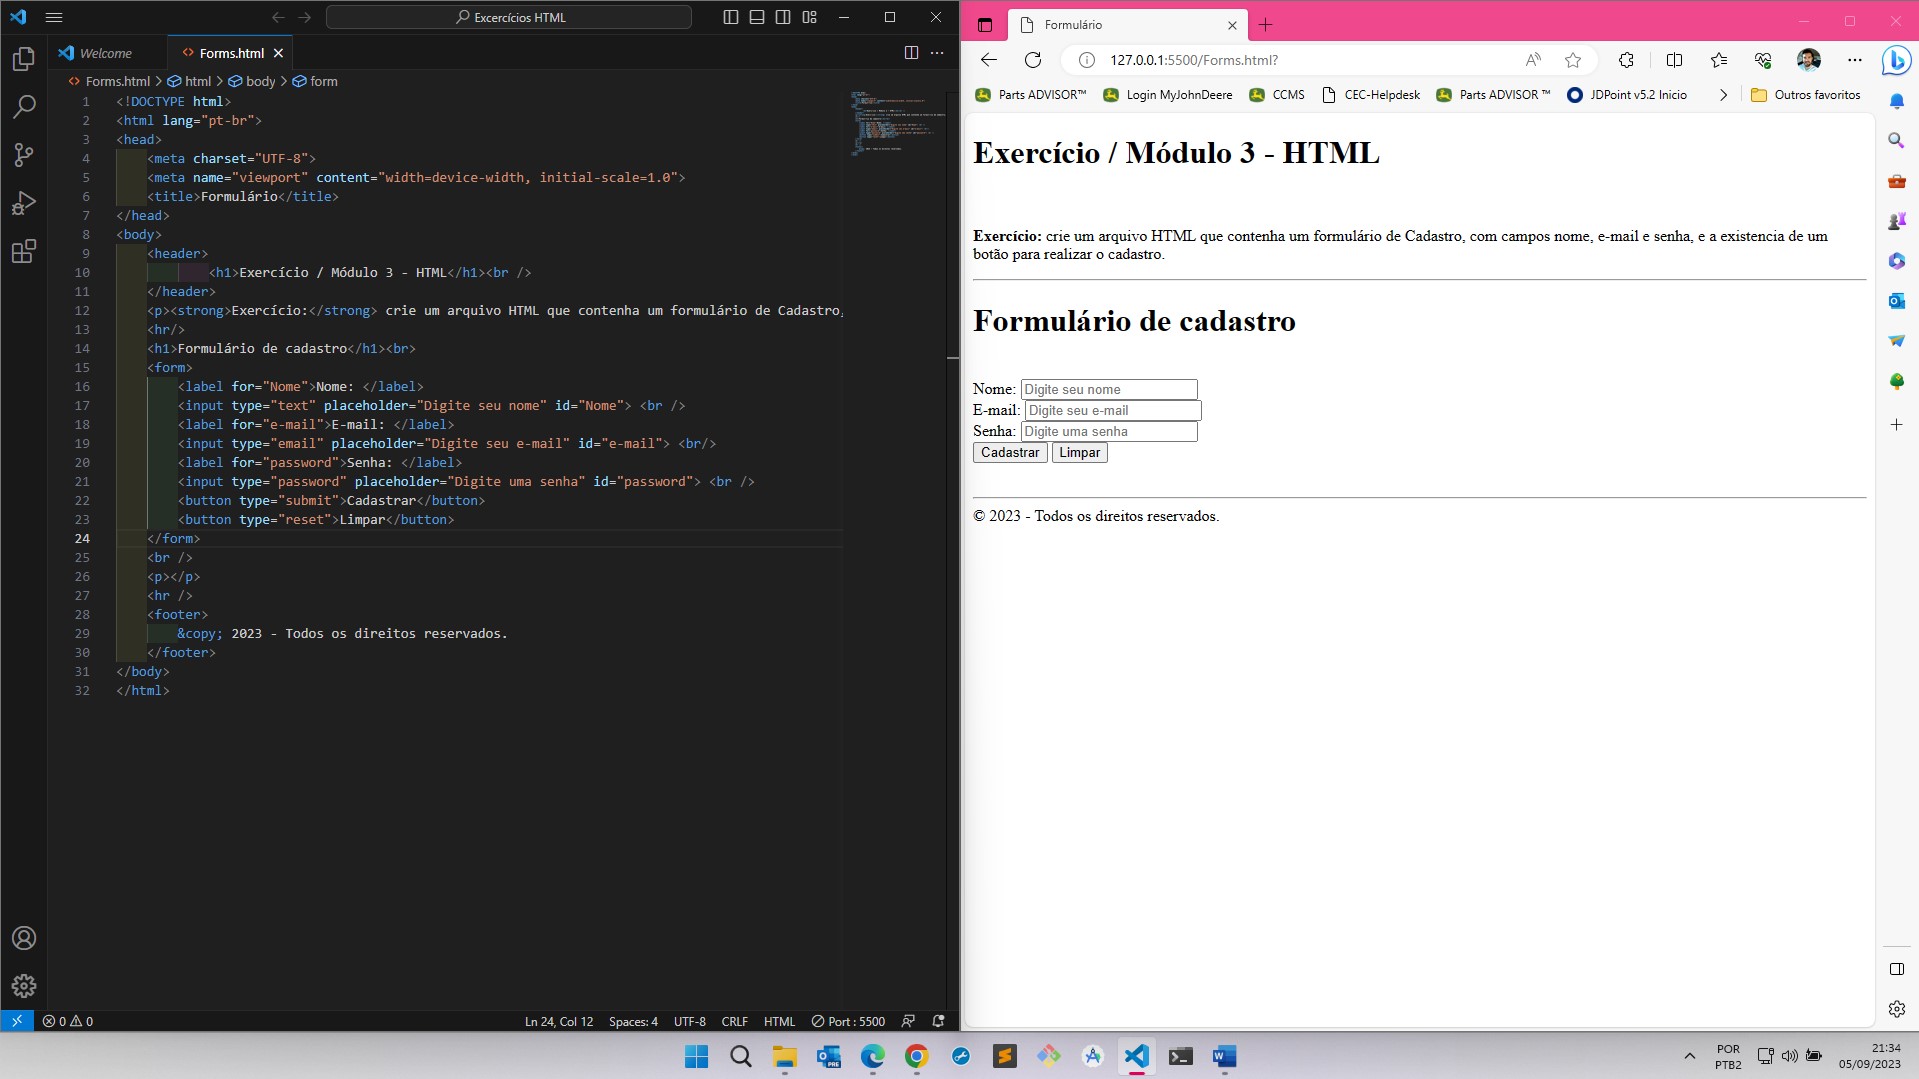 Excercícios HTML
Welcome
Forms.html
Forms.html > html > body > form
1 <!DOCTYPE html>
2 <html lang="pt-br">
3 <head>
4 <meta charset="UTF-8">
5 <meta name="viewport" content="width=device-width, initial-scale=1.0">
6 <title>Formulário</title>
7 </head>
8 <body>
9 <header>
10 <h1>Exercício / Módulo 3 - HTML</h1><br />
11 </header>
12 <p><strong>Exercício:</strong> crie um arquivo HTML que contenha um formulário de Cadastro,
13 <hr/>
14 <h1>Formulário de cadastro</h1><br>
15 <form>
16 <label for="Nome">Nome: </label>
17 <input type="text" placeholder="Digite seu nome" id="Nome"> <br />
18 <label for="e-mail">E-mail: </label>
19 <input type="email" placeholder="Digite seu e-mail" id="e-mail"> <br/>
20 <label for="password">Senha: </label>
21 <input type="password" placeholder="Digite uma senha" id="password"> <br />
22 <button type="submit">Cadastrar</button>
23 <button type="reset">Limpar</button>
24 </form>
25 <br />
26 <p></p>
27 <hr />
28 <footer>
29 &copy; 2023 - Todos os direitos reservados.
30 </footer>
31 </body>
32 </html>
0 0
Ln 24, Col 12 Spaces: 4 UTF-8 CRLF HTML Port : 5500
Formulário
127.0.0.1:5500/Forms.html?
Parts ADVISOR™ Login MyJohnDeere CCMS CEC-Helpdesk Parts ADVISOR ™ JDPoint v5.2 Inicio Outros favoritos
Exercício / Módulo 3 - HTML
Exercício: crie um arquivo HTML que contenha um formulário de Cadastro, com campos nome, e-mail e senha, e a existencia de um
botão para realizar o cadastro.
Formulário de cadastro
Nome: Digite seu nome
E-mail: Digite seu e-mail
Senha: Digite uma senha
Cadastrar Limpar
© 2023 - Todos os direitos reservados.
POR
PTB2
21:34
05/09/2023